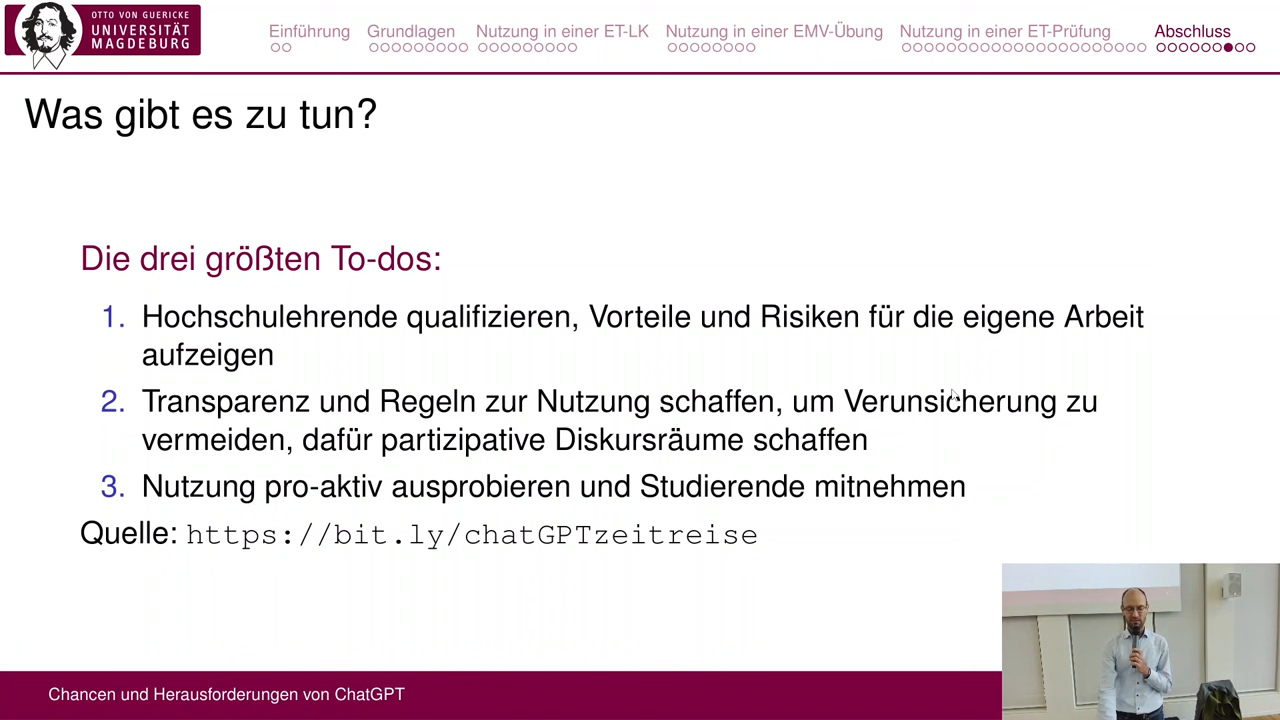 OTTO VON GUERICKE
UNIVERSITÄT
MAGDEBURG
Einführung
Grundlagen
Nutzung in einer ET-LK
Nutzung in einer EMV-Übung
Nutzung in einer ET-Prüfung
Abschluss
Was gibt es zu tun?
Die drei größten To-dos:
1. Hochschulehrende qualifizieren, Vorteile und Risiken für die eigene Arbeit
aufzeigen
2. Transparenz und Regeln zur Nutzung schaffen, um Verunsicherung zu
vermeiden, dafür partizipative Diskursräume schaffen
3. Nutzung pro-aktiv ausprobieren und Studierende mitnehmen
Quelle: https://bit.ly/chatGPTzeitreise
Chancen und Herausforderungen von ChatGPT